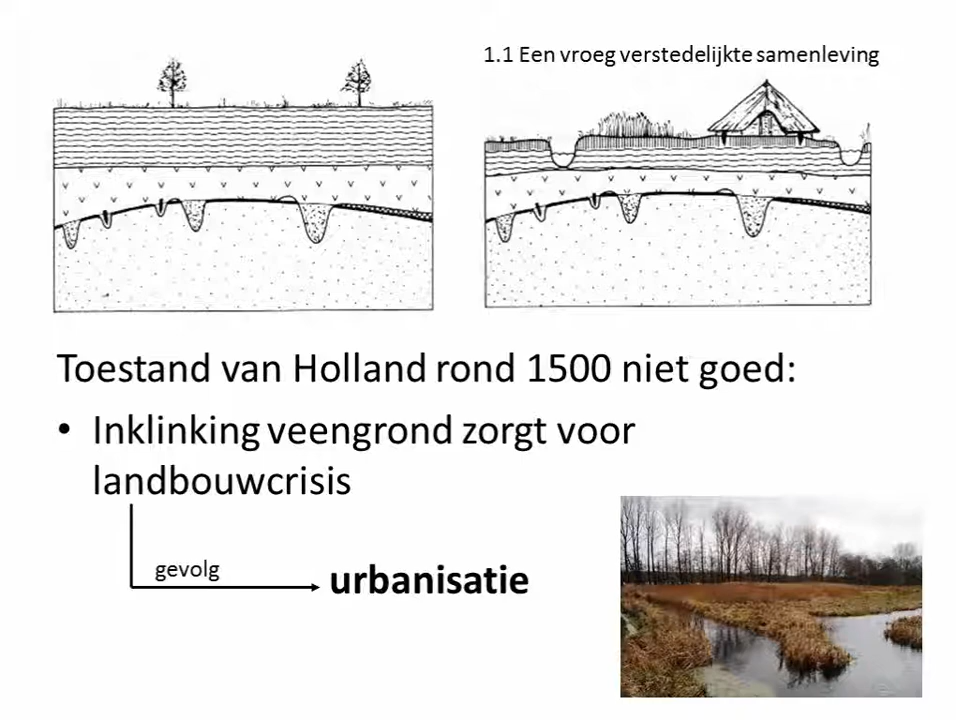 1.1 Een vroeg verstedelijkte samenleving
Toestand van Holland rond 1500 niet goed:
• Inklinking veengrond zorgt voor
landbouwcrisis
gevolg
urbanisatie